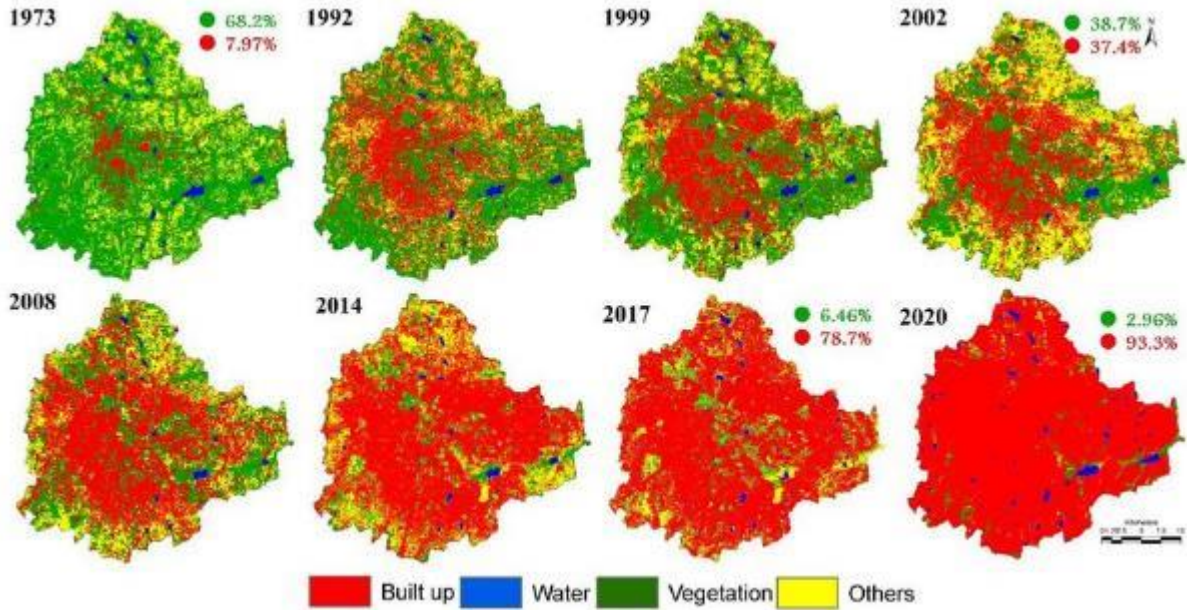 1973
68.2%
7.97%
1992
1999
2002
38.7%
37.4%
N
2008
2014
2017
6.46%
78.7%
2020
2.96%
93.3%
Kilometers
Built up
Water
Vegetation
Others